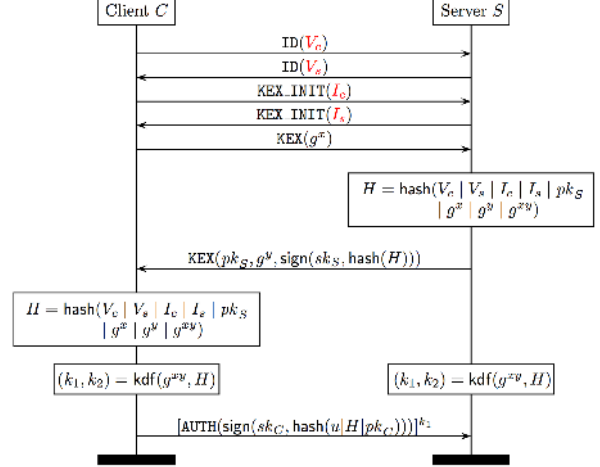 Client C
Server S
ID(V_c)
ID(V_s)
KEX_INIT(I_c)
KEX_INIT(I_s)
KEX(g^x)
H = hash(V_c | V_s | I_c | I_s | pk_S
| g^x | g^y | g^{xy})
KEX(pk_S, g^y, sign(sk_S, hash(H)))
H = hash(V_c | V_s | I_c | I_s | pk_S
| g^x | g^y | g^{xy})
(k_1, k_2) = kdf(g^{xy}, H)
(k_1, k_2) = kdf(g^{xy}, H)
[AUTH(sign(sk_C, hash(u|H|pk_C)))]^{k_1}